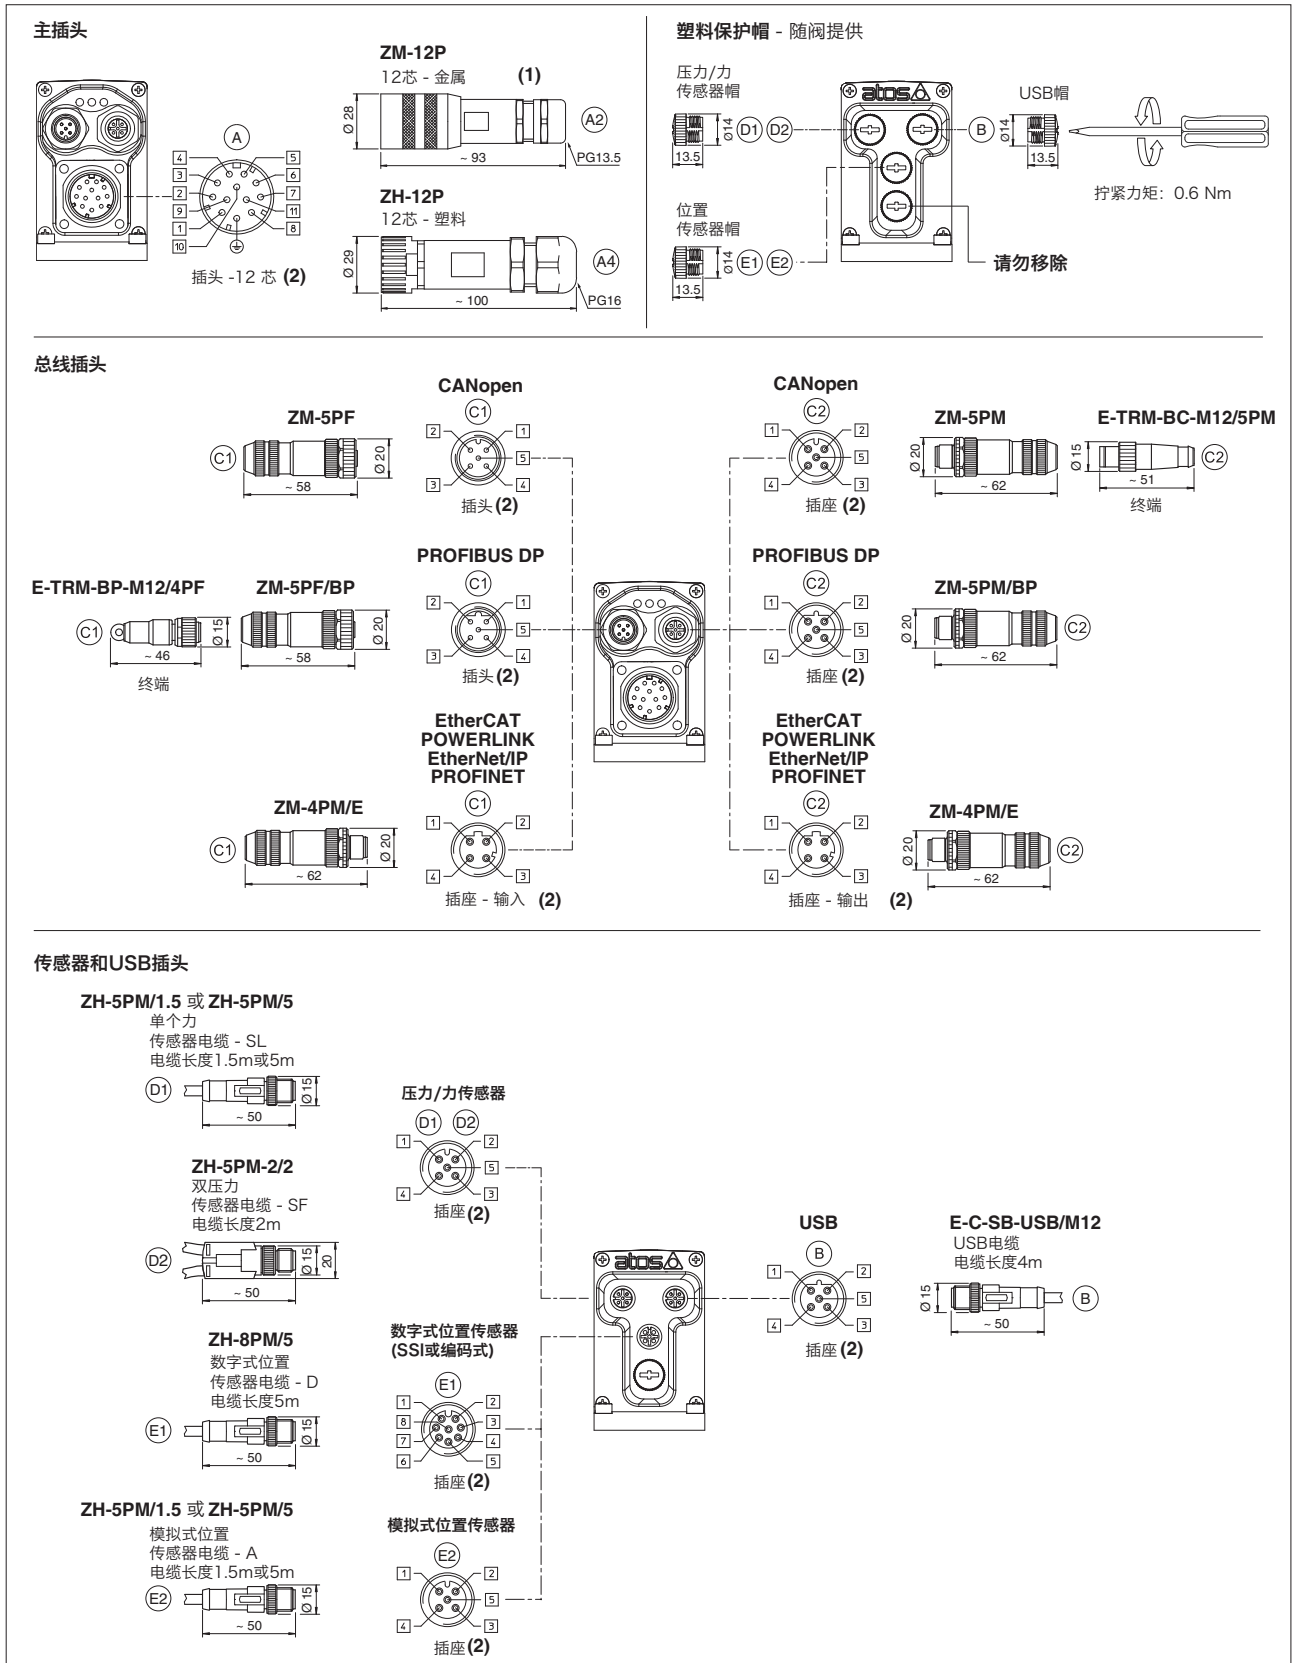 主插头
ZM-12P
12芯 - 金属 (1)
Ø 28
~ 93
A2
PG13.5
A
4
3
2
9
1
10
5
6
7
11
8
插头 -12 芯 (2)
ZH-12P
12芯 - 塑料
Ø 29
~ 100
A4
PG16
塑料保护帽 - 随阀提供
压力/力
传感器帽
Ø14
13.5
D1 D2
atos
B
USB帽
Ø14
13.5
拧紧力矩：0.6 Nm
位置
传感器帽
Ø14
13.5
E1 E2
请勿移除
总线插头
ZM-5PF
C1
Ø 20
~ 58
CANopen
C1
2 1
5
3 4
插头 (2)
CANopen
C2
1 2
5
4 3
插座 (2)
ZM-5PM
Ø 20
~ 62
E-TRM-BC-M12/5PM
Ø 15
C2
~ 51
终端
E-TRM-BP-M12/4PF
C1
Ø 15
~ 46
终端
ZM-5PF/BP
Ø 20
~ 58
PROFIBUS DP
C1
2 1
5
3 4
插头 (2)
PROFIBUS DP
C2
1 2
5
4 3
插座 (2)
ZM-5PM/BP
Ø 20
C2
~ 62
ZM-4PM/E
C1
Ø 20
~ 62
EtherCAT
POWERLINK
EtherNet/IP
PROFINET
C1
1 2
4 3
插座 - 输入 (2)
EtherCAT
POWERLINK
EtherNet/IP
PROFINET
C2
1 2
4 3
插座 - 输出 (2)
ZM-4PM/E
Ø 20
C2
~ 62
传感器和USB插头
ZH-5PM/1.5 或 ZH-5PM/5
单个力
传感器电缆 - SL
电缆长度1.5m或5m
D1
Ø 15
~ 50
ZH-5PM-2/2
双压力
传感器电缆 - SF
电缆长度2m
D2
Ø 15
20
~ 50
ZH-8PM/5
数字式位置
传感器电缆 - D
电缆长度5m
E1
Ø 15
~ 50
ZH-5PM/1.5 或 ZH-5PM/5
模拟式位置
传感器电缆 - A
电缆长度1.5m或5m
E2
Ø 15
~ 50
压力/力传感器
D1 D2
1 2
5
4 3
插座 (2)
数字式位置传感器
(SSI或编码式)
E1
1 2
8 3
7 4
6 5
插座 (2)
模拟式位置传感器
E2
1 2
5
4 3
插座 (2)
atos
USB
B
1 2
5
4 3
插座 (2)
E-C-SB-USB/M12
USB电缆
电缆长度4m
Ø 15
B
~ 50